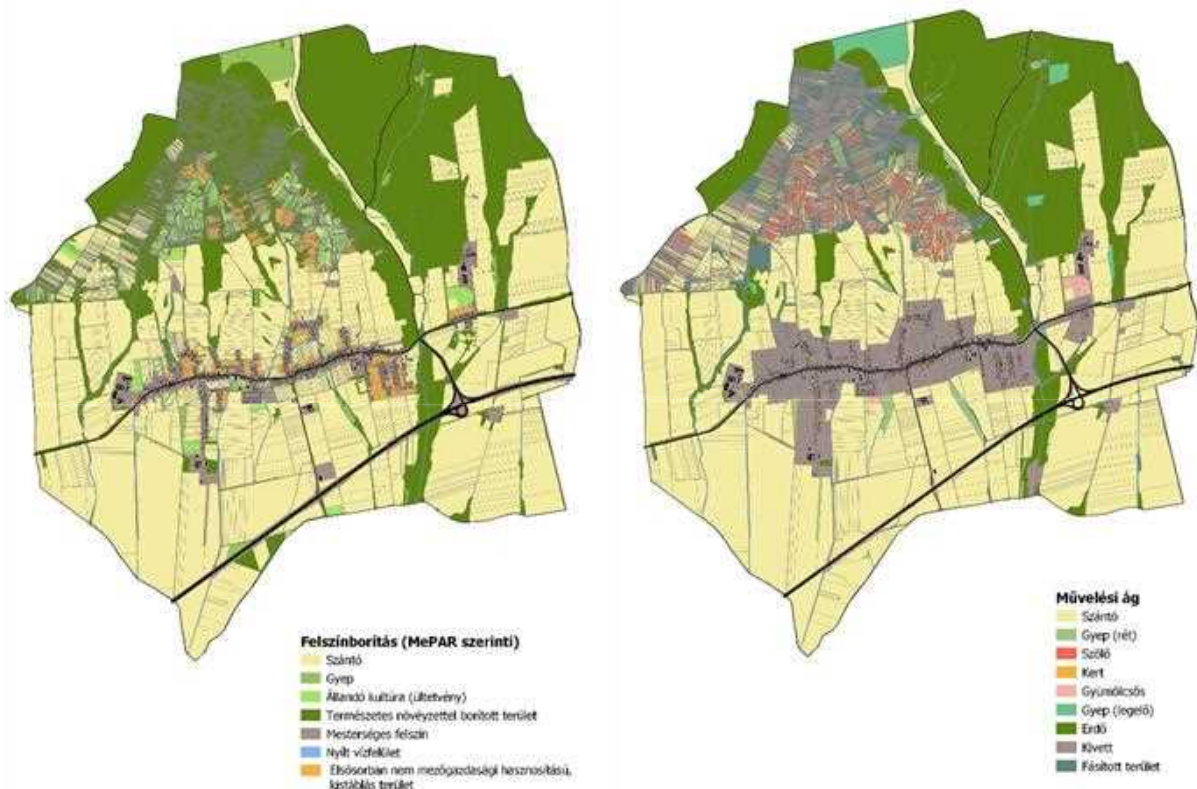 Felszínborítás (MePAR szerinti)
Szántó
Gyep
Állandó kultúra (ültetvény)
Természetes növényzettel borított terület
Mesterséges felszín
Nyílt vízfelület
Elsősorban nem mezőgazdasági hasznosítású,
kistáblás terület
Művelési ág
Szántó
Gyep (rét)
Szőlő
Kert
Gyümölcsös
Gyep (legelő)
Erdő
Kivett
Fásított terület